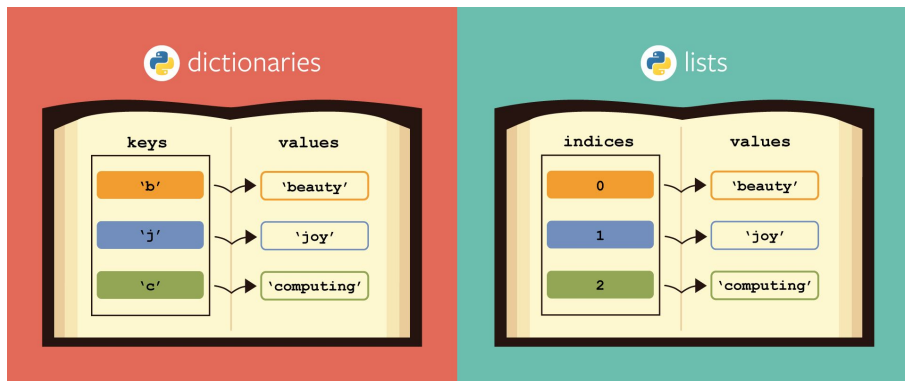 dictionaries
keys values
‘b’ ‘beauty’
‘j’ ‘joy’
‘c’ ‘computing’
lists
indices values
0 ‘beauty’
1 ‘joy’
2 ‘computing’